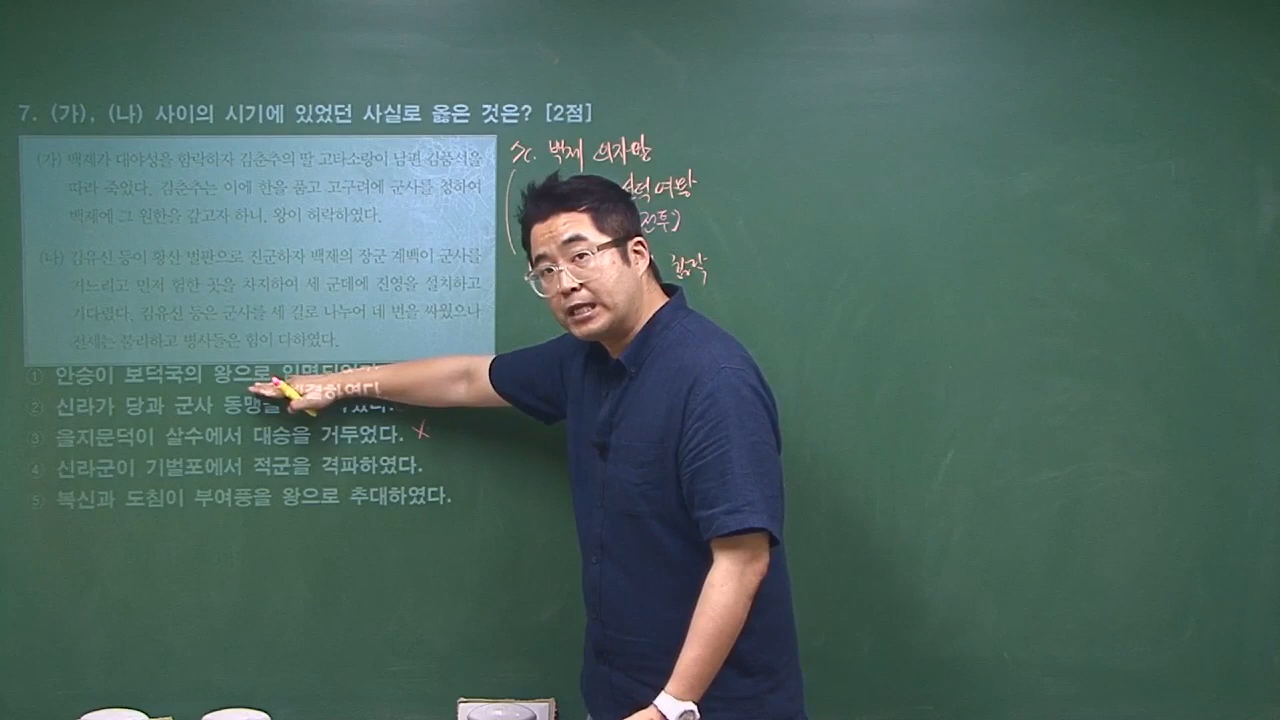 7. (가), (나) 사이의 시기에 있었던 사실로 옳은 것은? [2점]
(가) 백제가 대야성을 함락하자 김춘추의 딸 고타소랑이 남편 김품석을
따라 죽었다. 김춘추는 이에 한을 품고 고구려에 군사를 청하여
백제에 그 원한을 갚고자 하니, 왕이 허락하였다.
(나) 김유신 등이 황산 벌판으로 진군하자 백제의 장군 계백이 군사를
거느리고 먼저 험한 곳을 차지하여 세 군데에 진영을 설치하고
기다렸다. 김유신 등은 군사를 세 길로 나누어 네 번을 싸웠으나
전세는 불리하고 병사들은 힘이 다하였다.
① 안승이 보덕국의 왕으로
② 신라가 당과 군사 동맹을 체결하였다.
③ 을지문덕이 살수에서 대승을 거두었다. X
④ 신라군이 기벌포에서 적군을 격파하였다.
⑤ 복신과 도침이 부여풍을 왕으로 추대하였다.
백제 의자왕
여왕
전투)